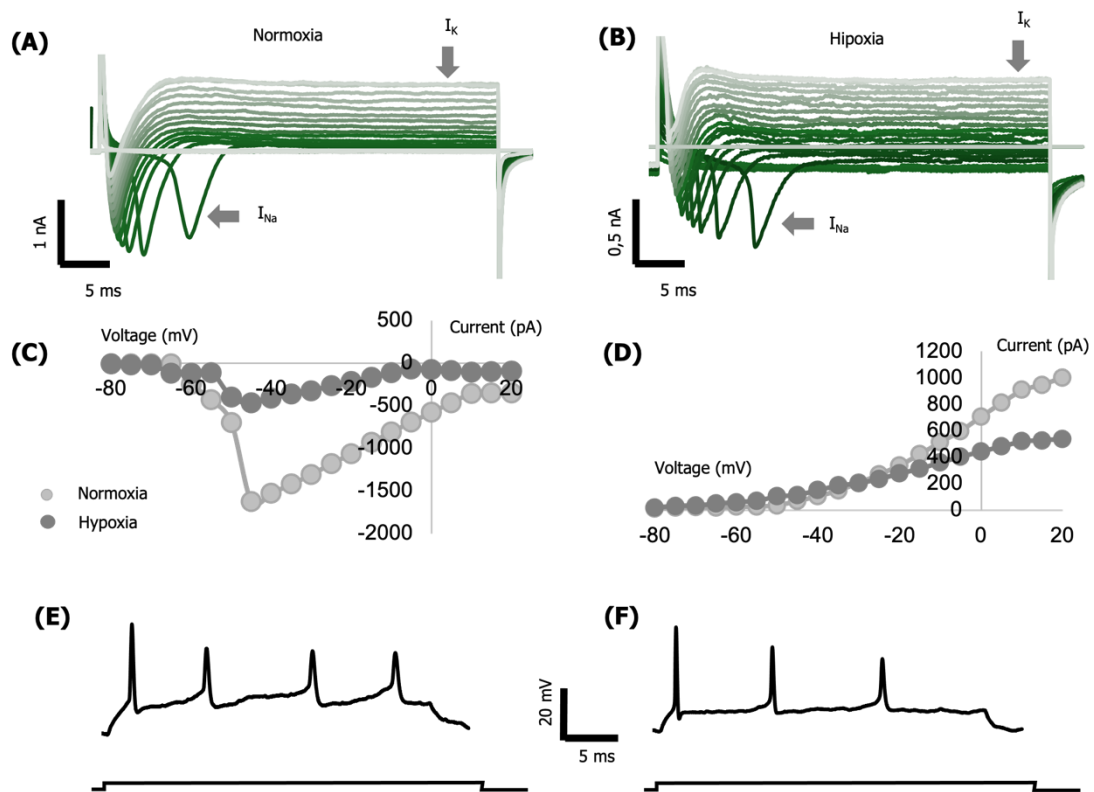 (A)
Normoxia
I_K
I_Na
1 nA
5 ms
(B)
Hipoxia
I_K
I_Na
0,5 nA
5 ms
(C)
Voltage (mV)
Current (pA)
500
0
-500
-1000
-1500
-2000
-80 -60 -40 -20 0 20
Normoxia
Hypoxia
(D)
Voltage (mV)
Current (pA)
1200
1000
800
600
400
200
0
-80 -60 -40 -20 0 20
(E)
(F)
20 mV
5 ms